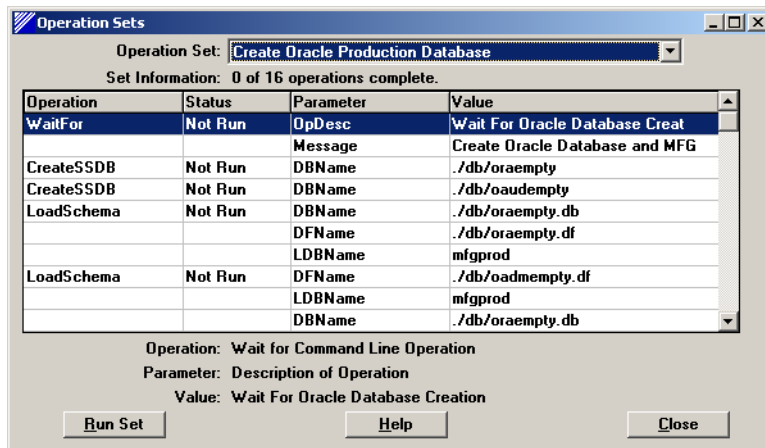 Operation Sets
Operation Set: Create Oracle Production Database
Set Information: 0 of 16 operations complete.
Operation Status Parameter Value
WaitFor Not Run OpDesc Wait For Oracle Database Creat
Message Create Oracle Database and MFG
CreateSSDB Not Run DBName ./db/oraempty
CreateSSDB Not Run DBName ./db/oaudempty
LoadSchema Not Run DBName ./db/oraempty.db
DFName ./db/oraempty.df
LDBName mfgprod
LoadSchema Not Run DFName ./db/oadmempty.df
LDBName mfgprod
DBName ./db/oraempty.db
Operation: Wait for Command Line Operation
Parameter: Description of Operation
Value: Wait For Oracle Database Creation
Run Set Help Close